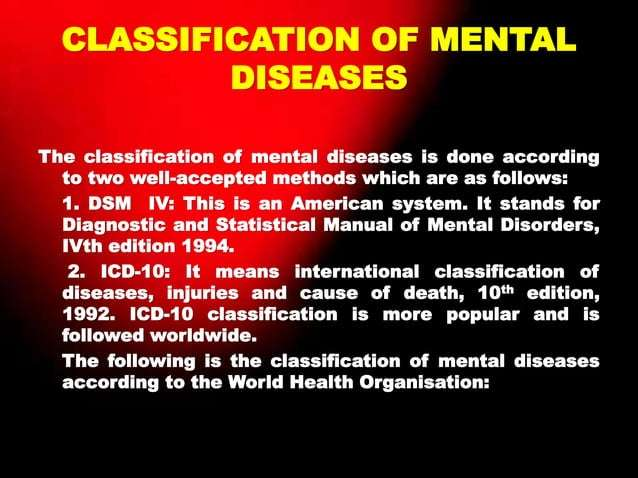 CLASSIFICATION OF MENTAL
DISEASES
The classification of mental diseases is done according
to two well-accepted methods which are as follows:
1. DSM IV: This is an American system. It stands for
Diagnostic and Statistical Manual of Mental Disorders,
IVth edition 1994.
2. ICD-10: It means international classification of
diseases, injuries and cause of death, 10th edition,
1992. ICD-10 classification is more popular and is
followed worldwide.
The following is the classification of mental diseases
according to the World Health Organisation: